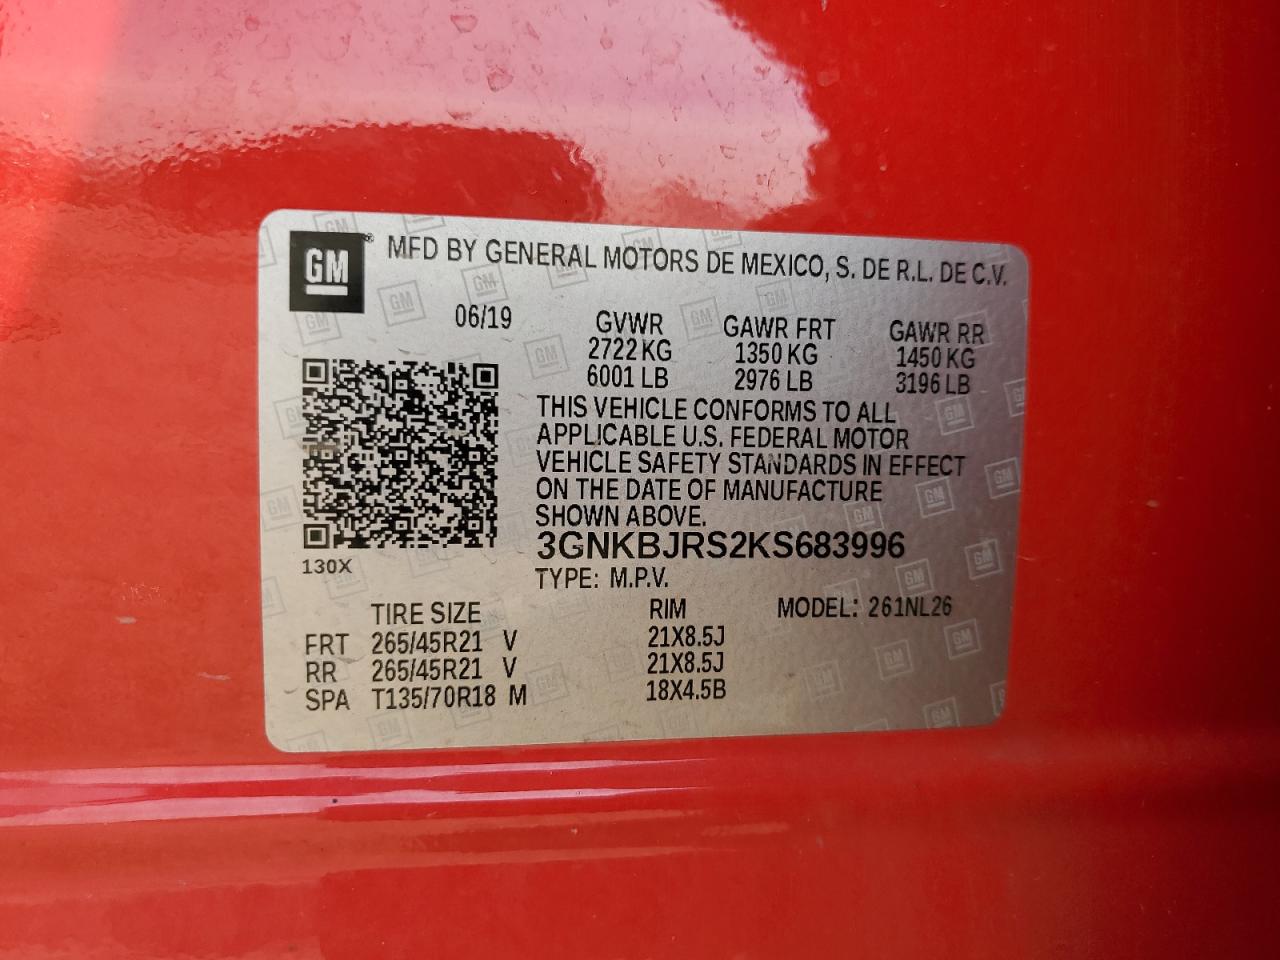 GM® MFD BY GENERAL MOTORS DE MEXICO, S. DE R.L. DE C.V.
06/19 GVWR GAWR FRT GAWR RR
2722 KG 1350 KG 1450 KG
6001 LB 2976 LB 3196 LB
THIS VEHICLE CONFORMS TO ALL
APPLICABLE U.S. FEDERAL MOTOR
VEHICLE SAFETY STANDARDS IN EFFECT
ON THE DATE OF MANUFACTURE
SHOWN ABOVE.
3GNKBJRS2KS683996
130X
TYPE: M.P.V.
TIRE SIZE RIM MODEL: 261NL26
FRT 265/45R21 V 21X8.5J
RR 265/45R21 V 21X8.5J
SPA T135/70R18 M 18X4.5B